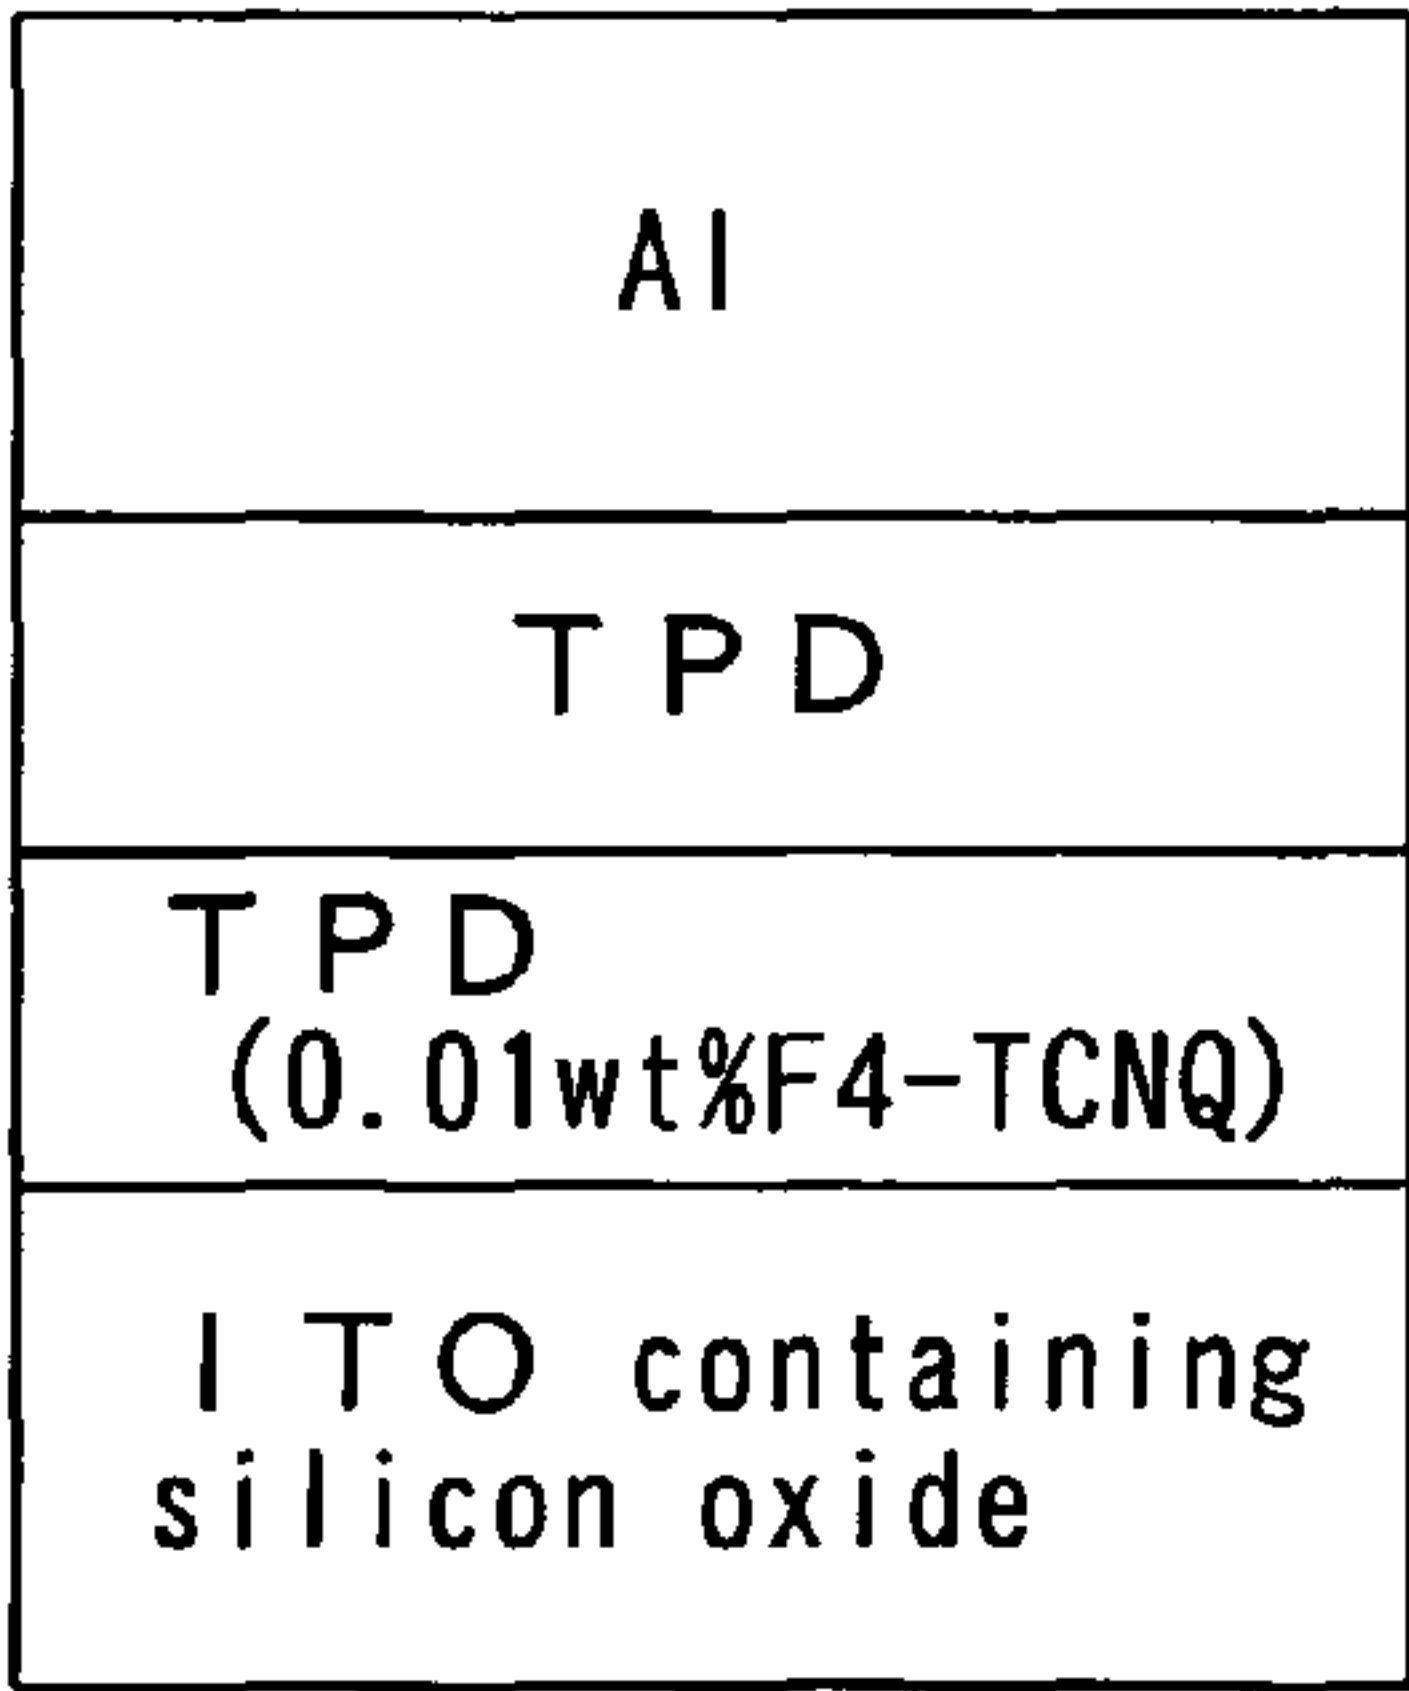 Al
TPD
TPD
(0.01wt%F4-TCNQ)
ITO containing
silicon oxide